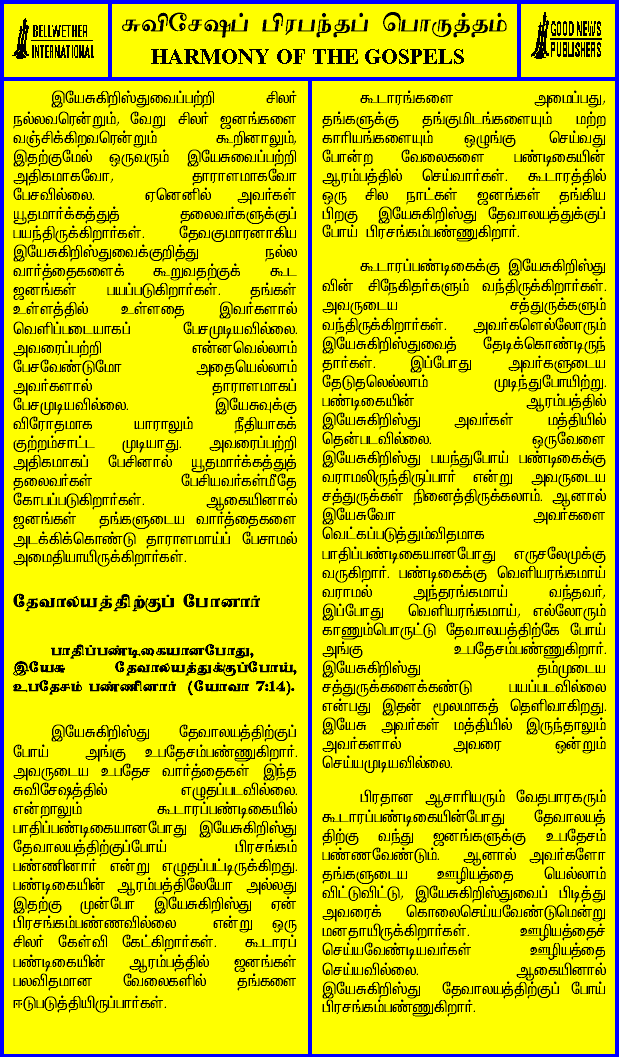 BELLWETHER
INTERNATIONAL
சுவிசேஷப் பிரபந்தப் பொருத்தம்
HARMONY OF THE GOSPELS
GOOD NEWS
PUBLISHERS
இயேசுகிறிஸ்துவைப்பற்றி சிலர்
நல்லவரென்றும், வேறு சிலர் ஜனங்களை
வஞ்சிக்கிறவரென்றும் கூறினாலும்,
இதற்குமேல் ஒருவரும் இயேசுவைப்பற்றி
அதிகமாகவோ, தாராளமாகவோ
பேசவில்லை. ஏனெனில் அவர்கள்
யூதமார்க்கத்துத் தலைவர்களுக்குப்
பயந்திருக்கிறார்கள். தேவகுமாரனாகிய
இயேசுகிறிஸ்துவைக்குறித்து நல்ல
வார்த்தைகளைக் கூறுவதற்குக் கூட
ஜனங்கள் பயப்படுகிறார்கள். தங்கள்
உள்ளத்தில் உள்ளதை இவர்களால்
வெளிப்படையாகப் பேசமுடியவில்லை.
அவரைப்பற்றி என்னவெல்லாம்
பேசவேண்டுமோ அதையெல்லாம்
அவர்களால் தாராளமாகப்
பேசமுடியவில்லை. இயேசுவுக்கு
விரோதமாக யாராலும் நீதியாகக்
குற்றம்சாட்ட முடியாது. அவரைப்பற்றி
அதிகமாகப் பேசினால் யூதமார்க்கத்துத்
தலைவர்கள் பேசியவர்கள்மீதே
கோபப்படுகிறார்கள். ஆகையினால்
ஜனங்கள் தங்களுடைய வார்த்தைகளை
அடக்கிக்கொண்டு தாராளமாய்ப் பேசாமல்
அமைதியாயிருக்கிறார்கள்.
தேவாலயத்திற்குப் போனார்
பாதிப்பண்டிகையானபோது,
இயேசு தேவாலயத்துக்குப்போய்,
உபதேசம் பண்ணினார் (யோவா 7:14).
இயேசுகிறிஸ்து தேவாலயத்திற்குப்
போய் அங்கு உபதேசம்பண்ணுகிறார்.
அவருடைய உபதேச வார்த்தைகள் இந்த
சுவிசேஷத்தில் எழுதப்படவில்லை.
என்றாலும் கூடாரப்பண்டிகையில்
பாதிப்பண்டிகையானபோது இயேசுகிறிஸ்து
தேவாலயத்திற்குப்போய் பிரசங்கம்
பண்ணினார் என்று எழுதப்பட்டிருக்கிறது.
பண்டிகையின் ஆரம்பத்திலேயோ அல்லது
இதற்கு முன்போ இயேசுகிறிஸ்து ஏன்
பிரசங்கம்பண்ணவில்லை என்று ஒரு
சிலர் கேள்வி கேட்கிறார்கள். கூடாரப்
பண்டிகையின் ஆரம்பத்தில் ஜனங்கள்
பலவிதமான வேலைகளில் தங்களை
ஈடுபடுத்தியிருப்பார்கள்.
கூடாரங்களை அமைப்பது,
தங்களுக்கு தங்குமிடங்களையும் மற்ற
காரியங்களையும் ஒழுங்கு செய்வது
போன்ற வேலைகளை பண்டிகையின்
ஆரம்பத்தில் செய்வார்கள். கூடாரத்தில்
ஒரு சில நாட்கள் ஜனங்கள் தங்கிய
பிறகு இயேசுகிறிஸ்து தேவாலயத்துக்குப்
போய் பிரசங்கம்பண்ணுகிறார்.
கூடாரப்பண்டிகைக்கு இயேசுகிறிஸ்து
வின் சிநேகிதர்களும் வந்திருக்கிறார்கள்.
அவருடைய சத்துருக்களும்
வந்திருக்கிறார்கள். அவர்களெல்லோரும்
இயேசுகிறிஸ்துவைத் தேடிக்கொண்டிருந்
தார்கள். இப்போது அவர்களுடைய
தேடுதலெல்லாம் முடிந்துபோயிற்று.
பண்டிகையின் ஆரம்பத்தில்
இயேசுகிறிஸ்து அவர்கள் மத்தியில்
தென்படவில்லை. ஒருவேளை
இயேசுகிறிஸ்து பயந்துபோய் பண்டிகைக்கு
வராமலிருந்திருப்பார் என்று அவருடைய
சத்துருக்கள் நினைத்திருக்கலாம். ஆனால்
இயேசுவோ அவர்களை
வெட்கப்படுத்தும்விதமாக
பாதிப்பண்டிகையானபோது எருசலேமுக்கு
வருகிறார். பண்டிகைக்கு வெளியரங்கமாய்
வராமல் அந்தரங்கமாய் வந்தவர்,
இப்போது வெளியரங்கமாய், எல்லோரும்
காணும்பொருட்டு தேவாலயத்திற்கே போய்
அங்கு உபதேசம்பண்ணுகிறார்.
இயேசுகிறிஸ்து தம்முடைய
சத்துருக்களைக்கண்டு பயப்படவில்லை
என்பது இதன் மூலமாகத் தெளிவாகிறது.
இயேசு அவர்கள் மத்தியில் இருந்தாலும்
அவர்களால் அவரை ஒன்றும்
செய்யமுடியவில்லை.
பிரதான ஆசாரியரும் வேதபாரகரும்
கூடாரப்பண்டிகையின்போது தேவாலயத்
திற்கு வந்து ஜனங்களுக்கு உபதேசம்
பண்ணவேண்டும். ஆனால் அவர்களோ
தங்களுடைய ஊழியத்தை யெல்லாம்
விட்டுவிட்டு, இயேசுகிறிஸ்துவைப் பிடித்து
அவரைக் கொலைசெய்யவேண்டுமென்று
மனதாயிருக்கிறார்கள். ஊழியத்தைச்
செய்யவேண்டியவர்கள் ஊழியத்தை
செய்யவில்லை. ஆகையினால்
இயேசுகிறிஸ்து தேவாலயத்திற்குப் போய்
பிரசங்கம்பண்ணுகிறார்.